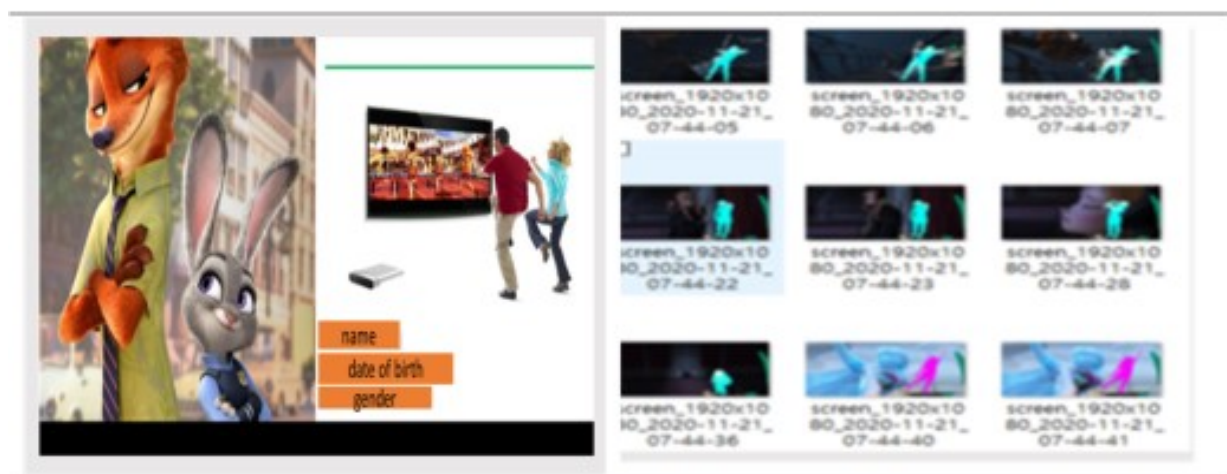 name
date of birth
gender
screen_1920x10
screen_1920x10
screen_1920x10
80_2020-11-21_
80_2020-11-21_
80_2020-11-21_
07-44-05
07-44-06
07-44-07
screen_1920x10
screen_1920x10
screen_1920x10
80_2020-11-21_
80_2020-11-21_
80_2020-11-21_
07-44-22
07-44-23
07-44-28
screen_1920x10
screen_1920x10
screen_1920x10
80_2020-11-21_
80_2020-11-21_
80_2020-11-21_
07-44-36
07-44-40
07-44-41